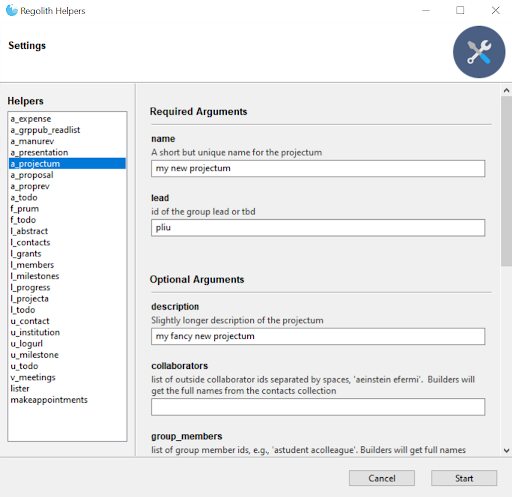 Regolith Helpers
Settings
Helpers
a_expense
a_grppub_readlist
a_manurev
a_presentation
a_projectum
a_proposal
a_proprev
a_todo
f_prum
f_todo
l_abstract
l_contacts
l_grants
l_members
l_milestones
l_progress
l_projecta
l_todo
u_contact
u_institution
u_logurl
u_milestone
u_todo
v_meetings
lister
makeappointments
Required Arguments
name
A short but unique name for the projectum
my new projectum
lead
id of the group lead or tbd
pliu
Optional Arguments
description
Slightly longer description of the projectum
my fancy new projectum
collaborators
list of outside collaborator ids separated by spaces, 'aeinstein efermi'. Builders will
get the full names from the contacts collection
group_members
list of group member ids, e.g., 'astudent acolleague'. Builders will get full names
Cancel
Start